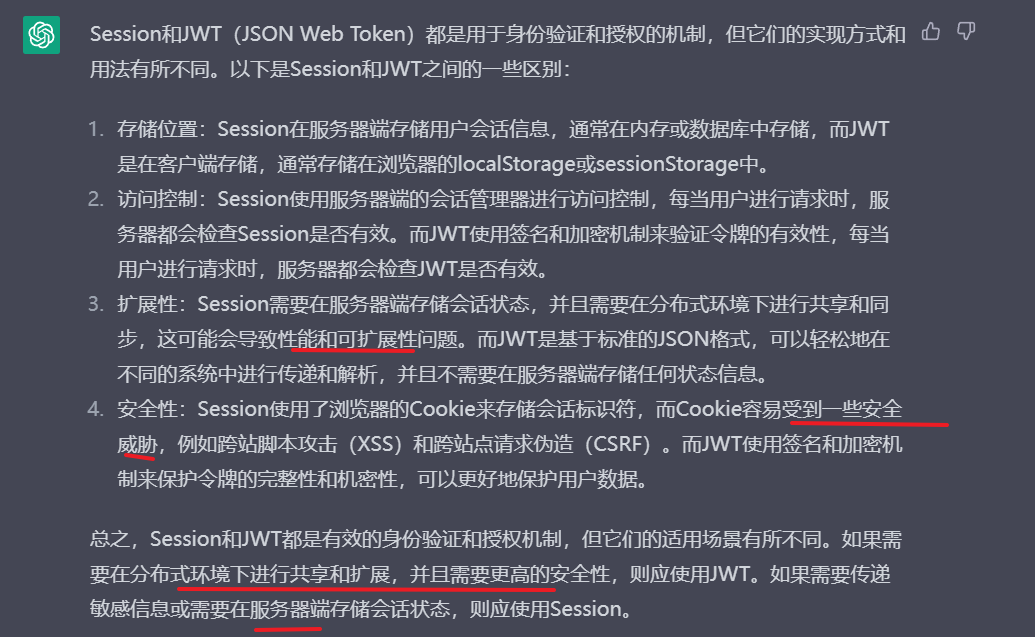 Session和JWT（JSON Web Token）都是用于身份验证和授权的机制，但它们的实现方式和
用法有所不同。以下是Session和JWT之间的一些区别：
1. 存储位置：Session在服务器端存储用户会话信息，通常在内存或数据库中存储，而JWT
是在客户端存储，通常存储在浏览器的localStorage或sessionStorage中。
2. 访问控制：Session使用服务器端的会话管理器进行访问控制，每当用户进行请求时，服
务器都会检查Session是否有效。而JWT使用签名和加密机制来验证令牌的有效性，每当
用户进行请求时，服务器都会检查JWT是否有效。
3. 扩展性：Session需要在服务器端存储会话状态，并且需要在分布式环境下进行共享和同
步，这可能会导致性能和可扩展性问题。而JWT是基于标准的JSON格式，可以轻松地在
不同的系统中进行传递和解析，并且不需要在服务器端存储任何状态信息。
4. 安全性：Session使用了浏览器的Cookie来存储会话标识符，而Cookie容易受到一些安全
威胁，例如跨站脚本攻击（XSS）和跨站点请求伪造（CSRF）。而JWT使用签名和加密机
制来保护令牌的完整性和机密性，可以更好地保护用户数据。
总之，Session和JWT都是有效的身份验证和授权机制，但它们的适用场景有所不同。如果需
要在分布式环境下进行共享和扩展，并且需要更高的安全性，则应使用JWT。如果需要传递
敏感信息或需要在服务器端存储会话状态，则应使用Session。